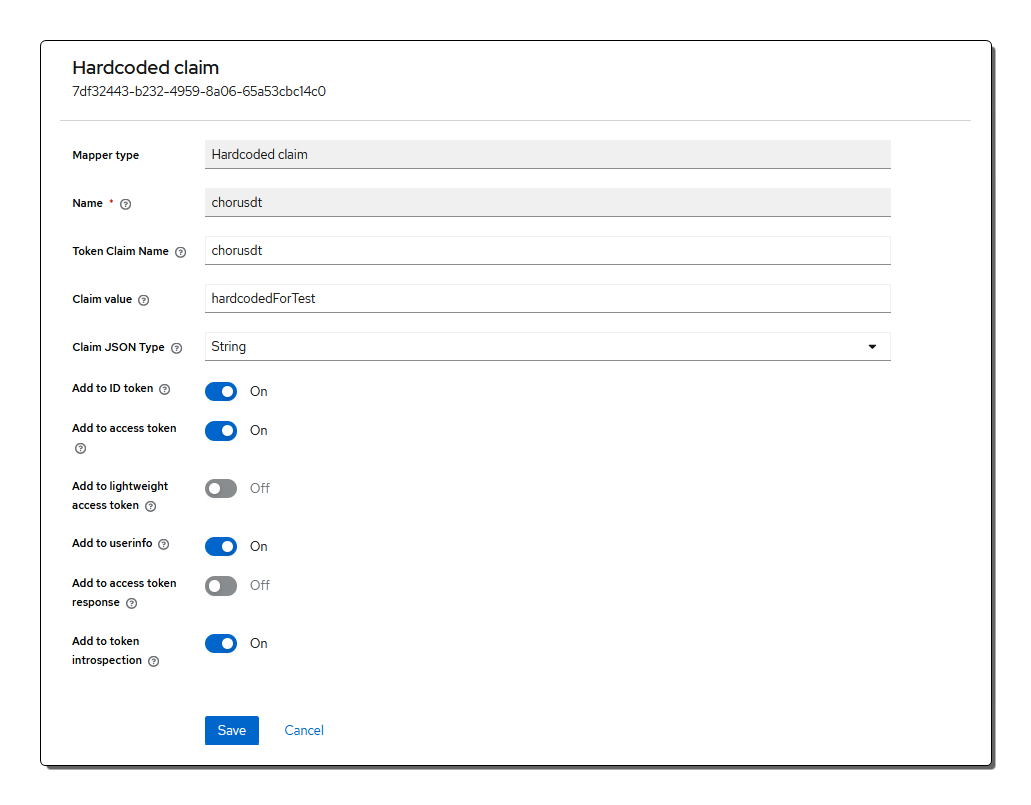 Hardcoded claim
7df32443-b232-4959-8a06-65a53cbc14c0
Mapper type Hardcoded claim
Name * chorusdt
Token Claim Name chorusdt
Claim value hardcodedForTest
Claim JSON Type String
Add to ID token On
Add to access token On
Add to lightweight
access token Off
Add to userinfo On
Add to access token
response Off
Add to token
introspection On
Save Cancel